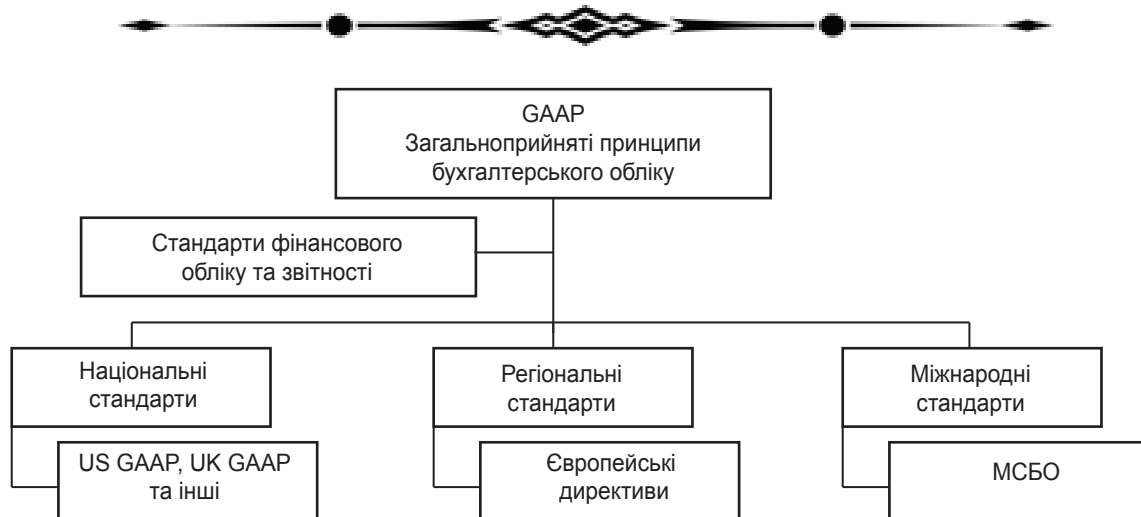 GAAP
Загальноприйняті принципи
бухгалтерського обліку
Стандарти фінансового
обліку та звітності
Національні
стандарти
Регіональні
стандарти
Міжнародні
стандарти
US GAAP, UK GAAP
та інші
Європейські
директиви
МСБО